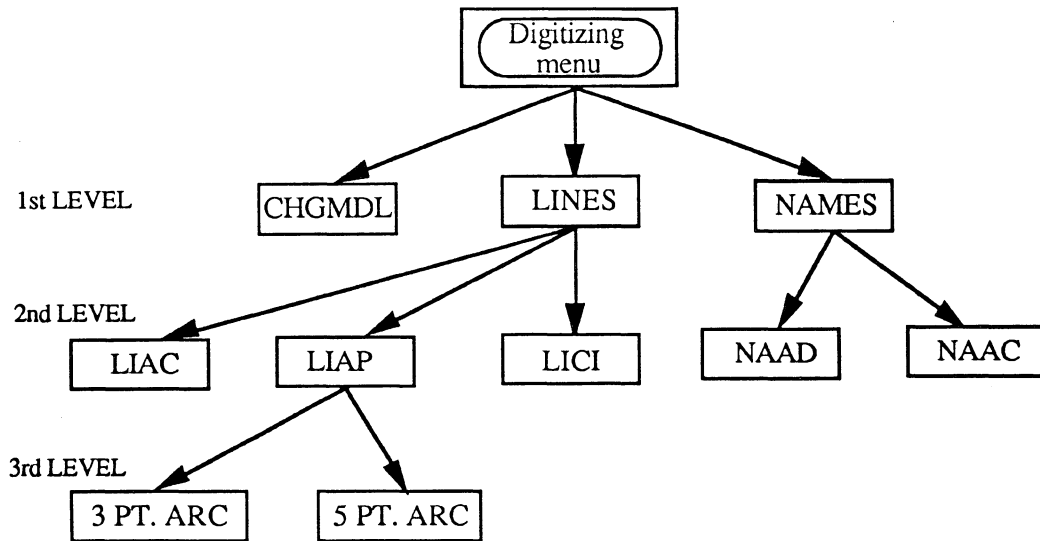 Digitizing
menu
1st LEVEL
CHGMDL
LINES
NAMES
2nd LEVEL
LIAC
LIAP
LICI
NAAD
NAAC
3rd LEVEL
3 PT. ARC
5 PT. ARC